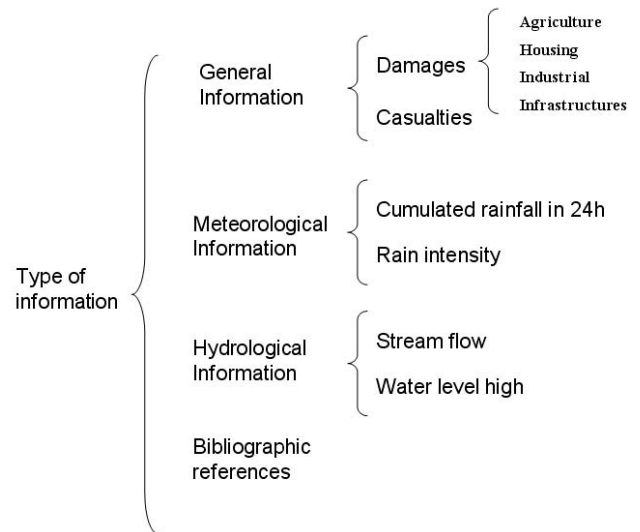 Type of
information
General
Information
Damages
Agriculture
Housing
Industrial
Infrastructures
Casualties
Meteorological
Information
Cumulated rainfall in 24h
Rain intensity
Hydrological
Information
Stream flow
Water level high
Bibliographic
references